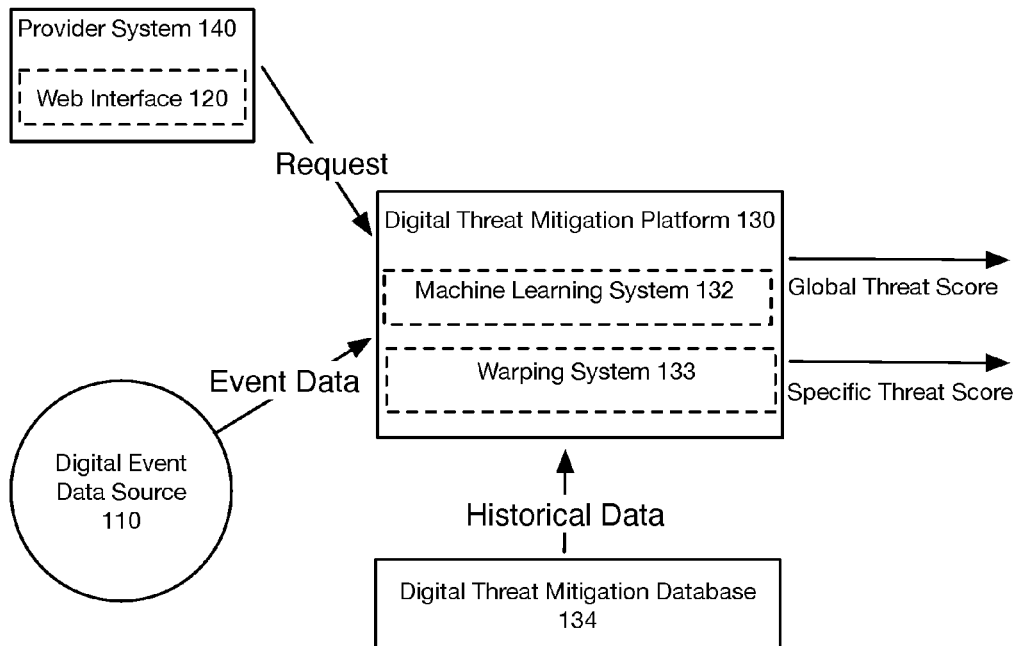 Provider System 140
Web Interface 120
Request
Digital Threat Mitigation Platform 130
Machine Learning System 132
Global Threat Score
Warping System 133
Specific Threat Score
Event Data
Digital Event
Data Source
110
Historical Data
Digital Threat Mitigation Database
134